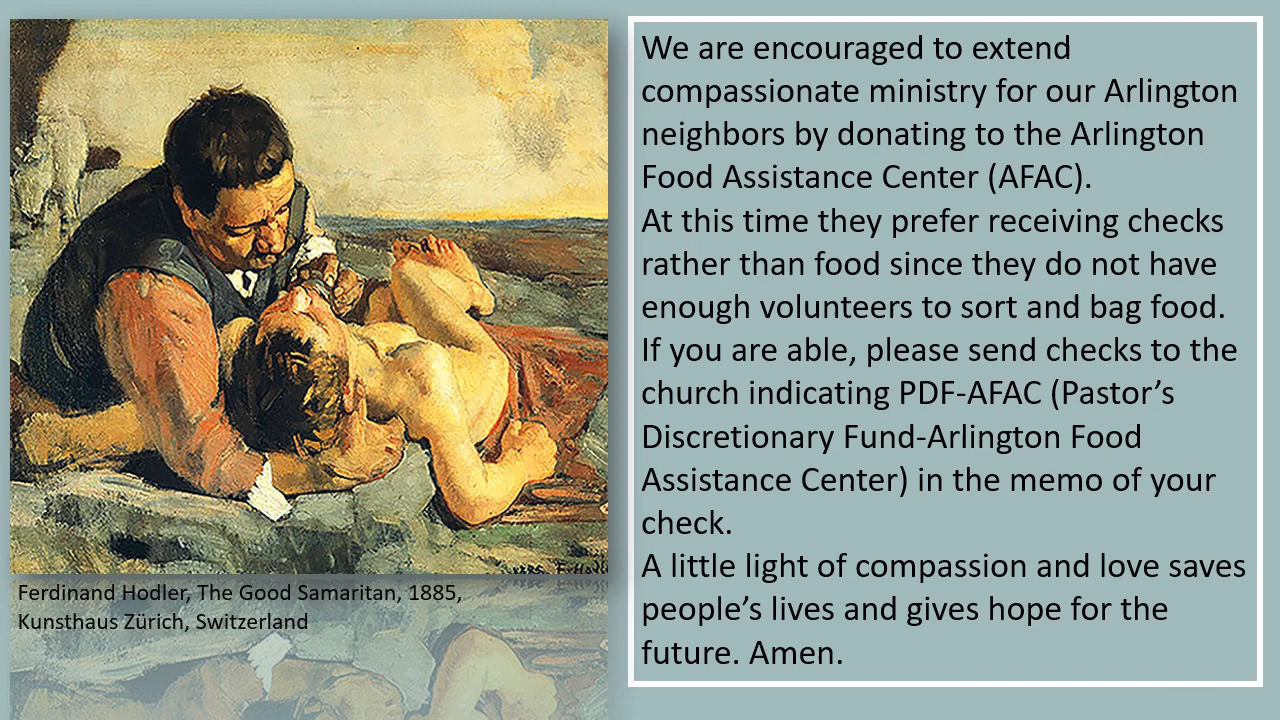 We are encouraged to extend
compassionate ministry for our Arlington
neighbors by donating to the Arlington
Food Assistance Center (AFAC).
At this time they prefer receiving checks
rather than food since they do not have
enough volunteers to sort and bag food.
If you are able, please send checks to the
church indicating PDF-AFAC (Pastor’s
Discretionary Fund-Arlington Food
Assistance Center) in the memo of your
check.
A little light of compassion and love saves
people’s lives and gives hope for the
future. Amen.
Ferdinand Hodler, The Good Samaritan, 1885,
Kunsthaus Zürich, Switzerland